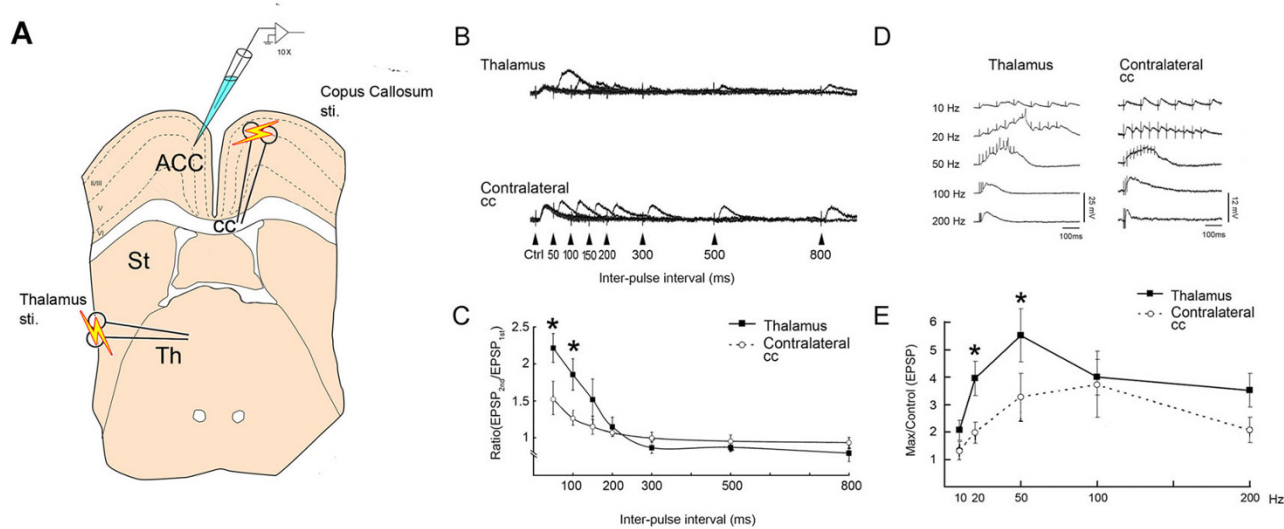 A
10X
Copus Callosum
sti.
ACC
II/III
V
VI
CC
St
Thalamus
sti.
Th
B
Thalamus
Contralateral
cc
Ctrl 50 100 150 200 300 500 800
Inter-pulse interval (ms)
C
Thalamus
Contralateral
cc
Ratio(EPSP2nd/EPSP1st)
2.5
2
1.5
1
* *
100 200 300 400 500 800
Inter-pulse interval (ms)
D
Thalamus
Contralateral
cc
10 Hz
20 Hz
50 Hz
100 Hz
200 Hz
25 mV
100ms
12 mV
100ms
E
Thalamus
Contralateral
cc
Max/Control (EPSP)
6
5
4
3
2
1
* *
10 20 50 100 200 Hz